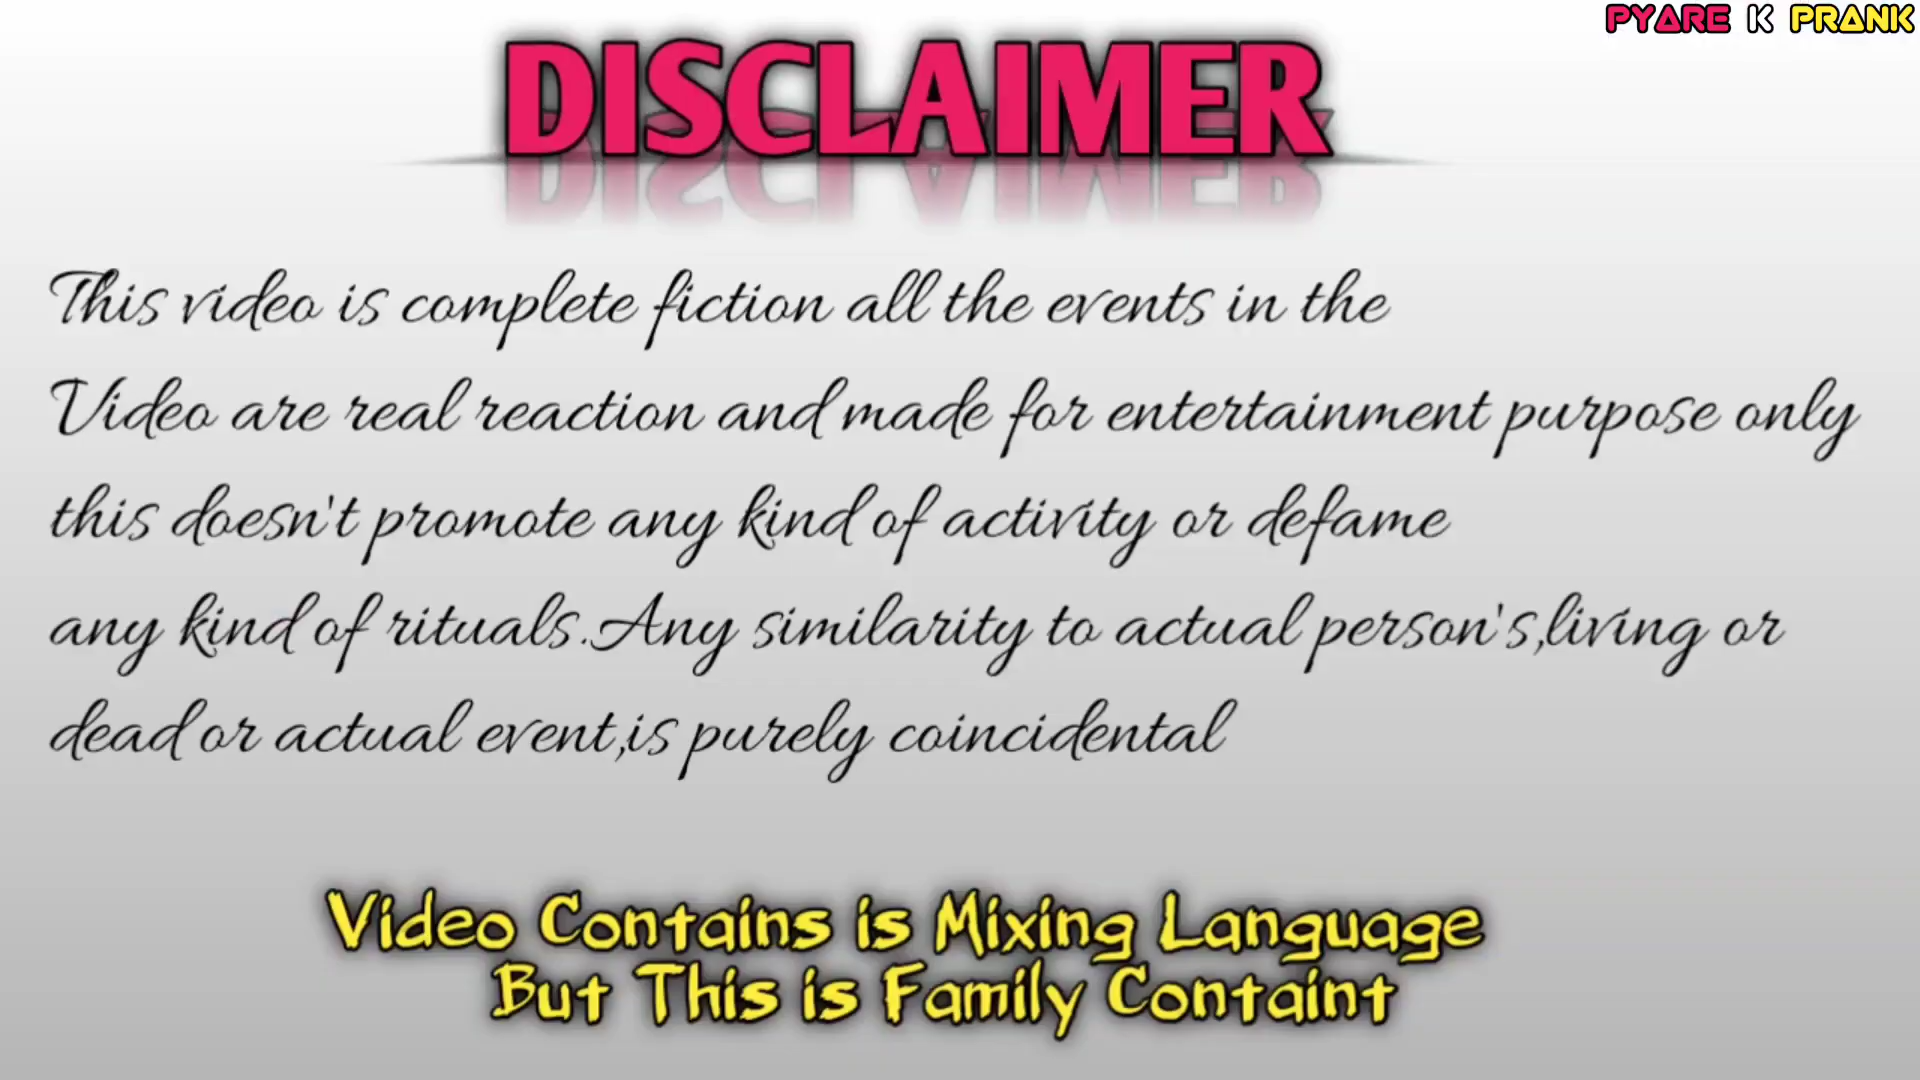 PYARE K PRANK
DISCLAIMER
This video is complete fiction all the events in the
Video are real reaction and made for entertainment purpose only
this doesn't promote any kind of activity or defame
any kind of rituals.Any similarity to actual person's,living or
dead or actual event,is purely coincidental
Video Contains is Mixing Language
But This is Family Containt